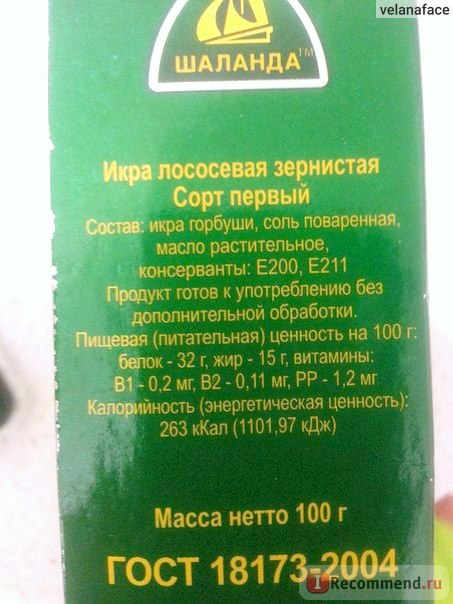 velanaface
ШАЛАНДА™
Икра лососевая зернистая
Сорт первый
Состав: икра горбуши, соль поваренная,
масло растительное,
консерванты: Е200, Е211
Продукт готов к употреблению без
дополнительной обработки.
Пищевая (питательная) ценность на 100 г:
белок - 32 г, жир - 15 г, витамины:
В1 - 0,2 мг, В2 - 0,11 мг, РР - 1,2 мг
Калорийность (энергетическая ценность):
263 кКал (1101,97 кДж)
Масса нетто 100 г
ГОСТ 18173-2004
I Recommend.ru